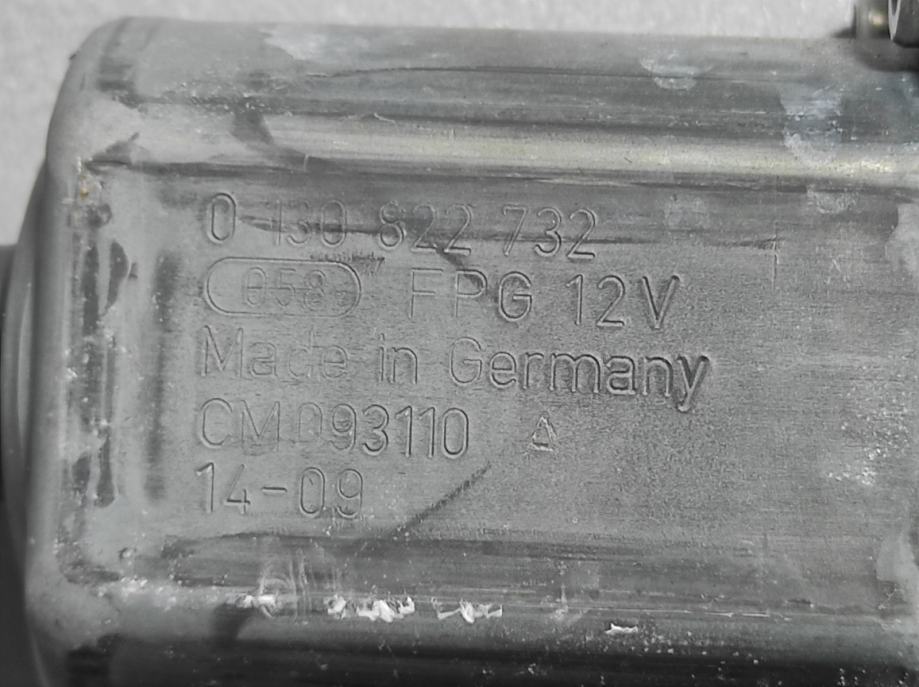 0 130 822 732
058 FPG 12V
Made in Germany
CM093110
14-09